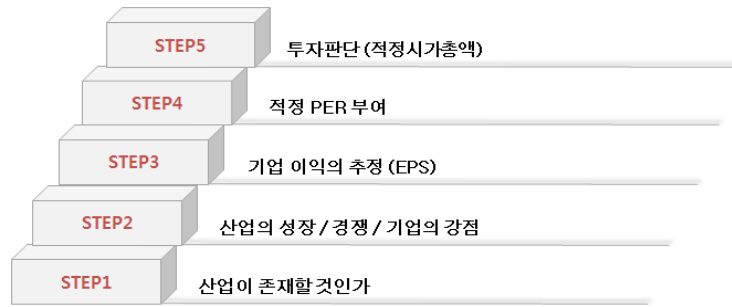 STEP5 투자판단 (적정시가총액)
STEP4 적정 PER 부여
STEP3 기업 이익의 추정 (EPS)
STEP2 산업의 성장 / 경쟁 / 기업의 강점
STEP1 산업이 존재할 것인가